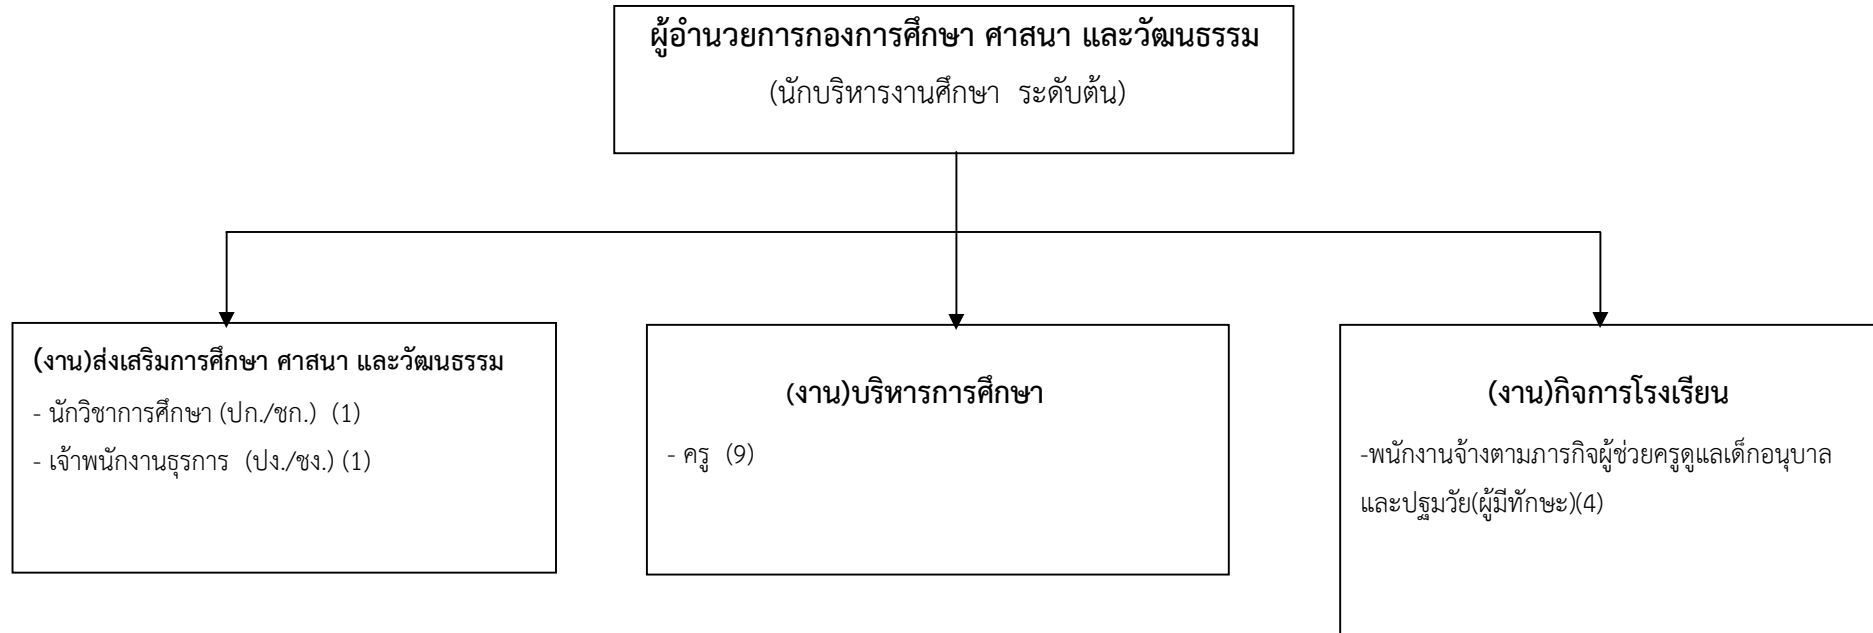 ผู้อำนวยการกองการศึกษา ศาสนา และวัฒนธรรม
(นักบริหารงานศึกษา ระดับต้น)
(งาน)ส่งเสริมการศึกษา ศาสนา และวัฒนธรรม
- นักวิชาการศึกษา (ปก./ชก.) (1)
- เจ้าพนักงานธุรการ (ปง./ชง.) (1)
(งาน)บริหารการศึกษา
- ครู (9)
(งาน)กิจการโรงเรียน
-พนักงานจ้างตามภารกิจผู้ช่วยครูดูแลเด็กอนุบาล
และปฐมวัย(ผู้มีทักษะ)(4)